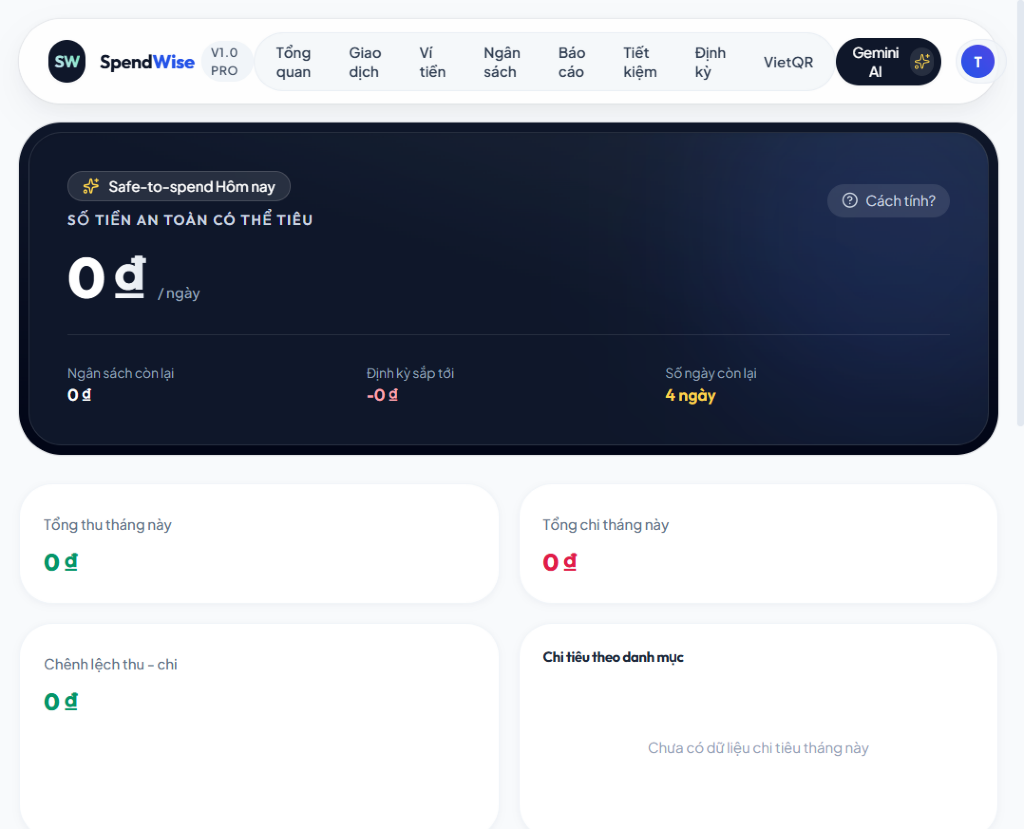 SW
SpendWise
V1.0
PRO
Tổng
quan
Giao
dịch
Ví
tiền
Ngân
sách
Báo
cáo
Tiết
kiệm
Định
kỳ
VietQR
Gemini
AI
T
Safe-to-spend Hôm nay
SỐ TIỀN AN TOÀN CÓ THỂ TIÊU
Cách tính?
0 ₫ / ngày
Ngân sách còn lại
0 ₫
Định kỳ sắp tới
-0 ₫
Số ngày còn lại
4 ngày
Tổng thu tháng này
0 ₫
Tổng chi tháng này
0 ₫
Chênh lệch thu - chi
0 ₫
Chi tiêu theo danh mục
Chưa có dữ liệu chi tiêu tháng này